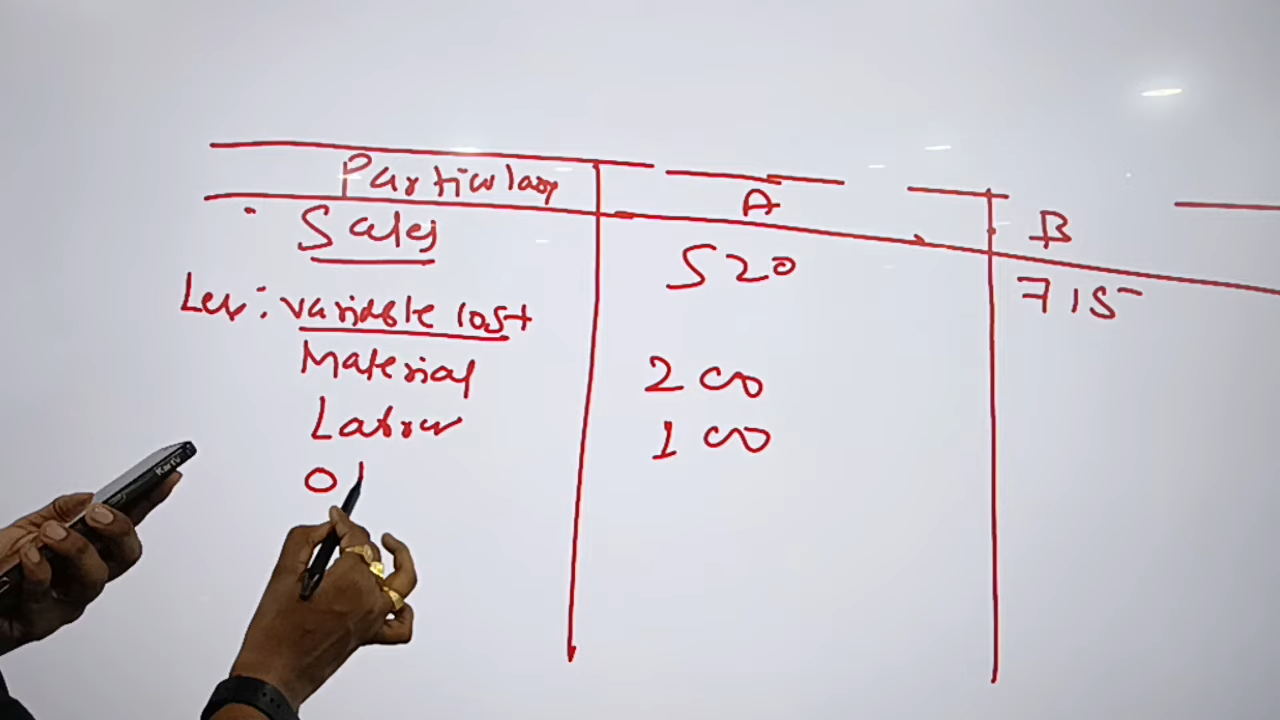 Particulars A B
Sales 520 715
Less: variable cost
Material 200
Labour 100
O